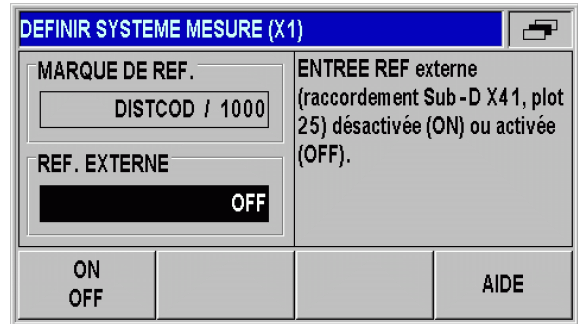 DEFINIR SYSTEME MESURE (X1)
MARQUE DE REF.
DISTCOD / 1000
REF. EXTERNE
OFF
ENTREE REF externe
(raccordement Sub-D X41, plot
25) désactivée (ON) ou activée
(OFF).
ON
OFF
AIDE